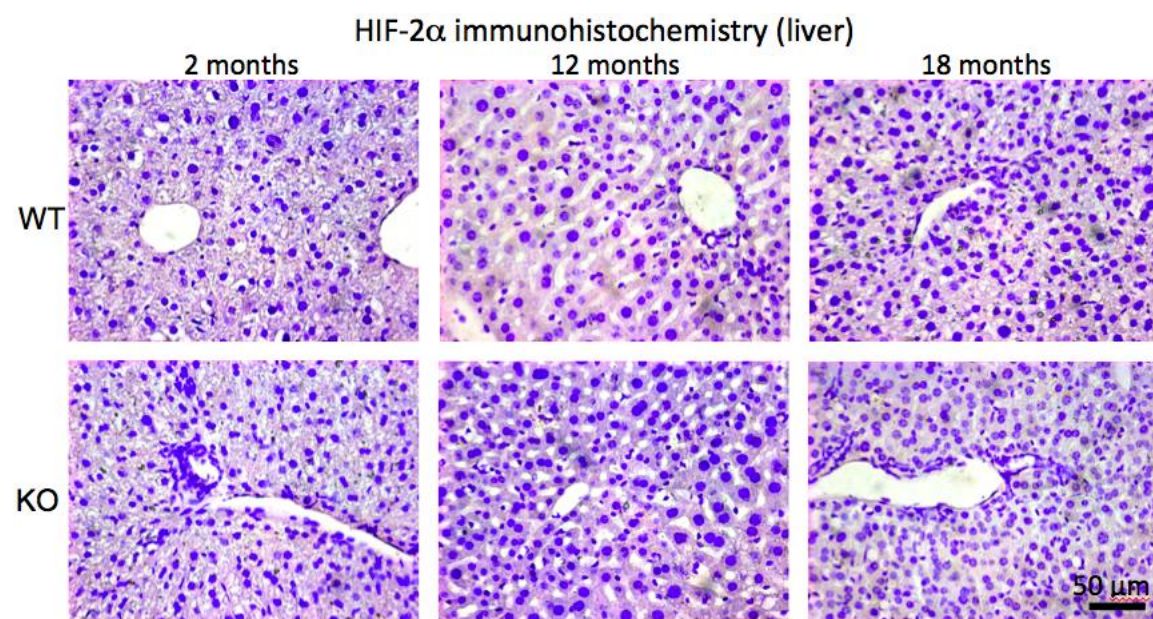 HIF-2α immunohistochemistry (liver)
2 months 12 months 18 months
WT
KO
50 μm